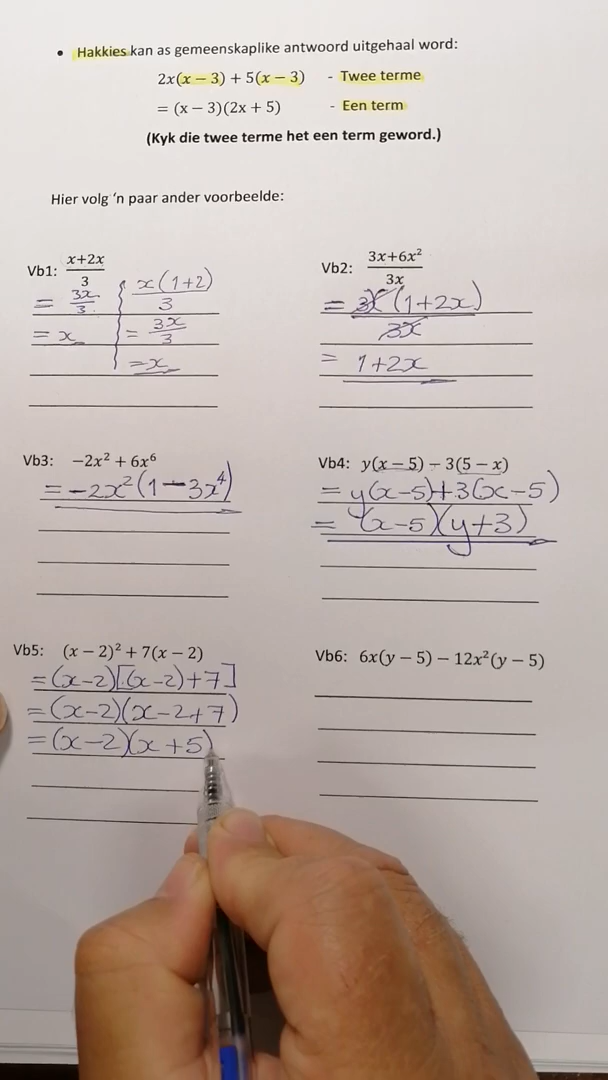 • Hakkies kan as gemeenskaplike antwoord uitgehaal word:
2x(x – 3) + 5(x – 3) - Twee terme
= (x – 3)(2x + 5) - Een term
(Kyk die twee terme het een term geword.)
Hier volg 'n paar ander voorbeelde:
Vb1: x+2x / 3
= 3x / 3
= x
x(1+2) / 3
= 3x / 3
= x
Vb2: 3x+6x² / 3x
= 3x(1+2x) / 3x
= 1+2x
Vb3: –2x² + 6x⁶
= –2x²(1–3x⁴)
Vb4: y(x – 5) – 3(5 – x)
= y(x–5)+3(x–5)
= (x–5)(y+3)
Vb5: (x – 2)² + 7(x – 2)
= (x–2)[(x–2)+7]
= (x–2)(x–2+7)
= (x–2)(x+5)
Vb6: 6x(y – 5) – 12x²(y – 5)